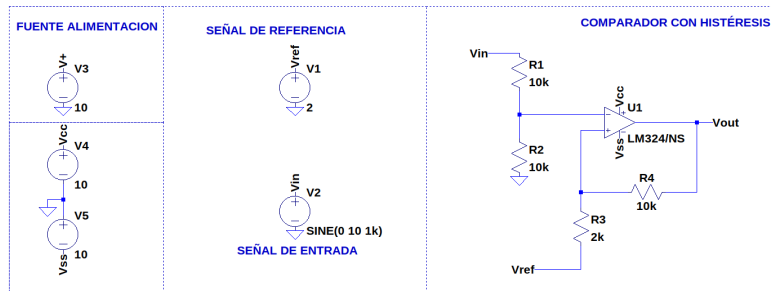 FUENTE ALIMENTACION
SEÑAL DE REFERENCIA
COMPARADOR CON HISTÉRESIS
V+
V3
10
Vcc
V4
10
V5
10
Vss
Vref
V1
2
Vin
V2
SINE(0 10 1k)
SEÑAL DE ENTRADA
Vin
R1
10k
R2
10k
Vcc
U1
LM324/NS
Vss
Vout
R4
10k
R3
2k
Vref